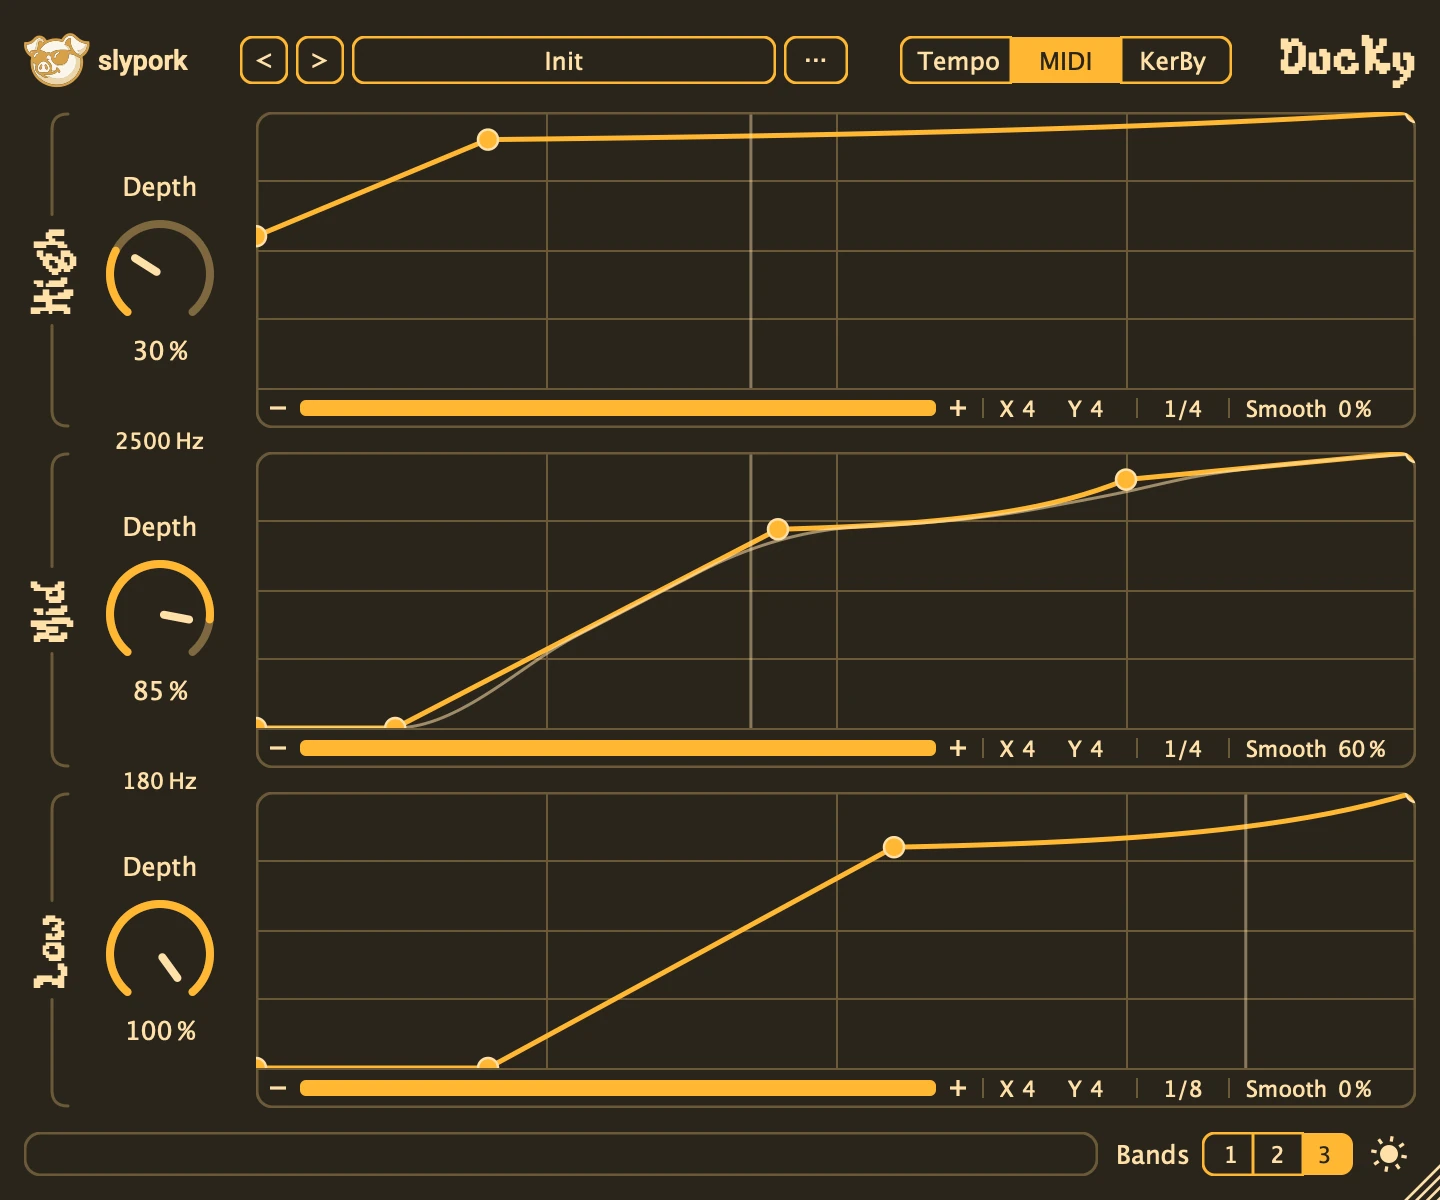 slypork < > Init ... Tempo MIDI KerBy Ducky
High
Depth
30 %
− + X 4 Y 4 1/4 Smooth 0 %
2500 Hz
Mid
Depth
85 %
− + X 4 Y 4 1/4 Smooth 60 %
180 Hz
Low
Depth
100 %
− + X 4 Y 4 1/8 Smooth 0 %
Bands 1 2 3